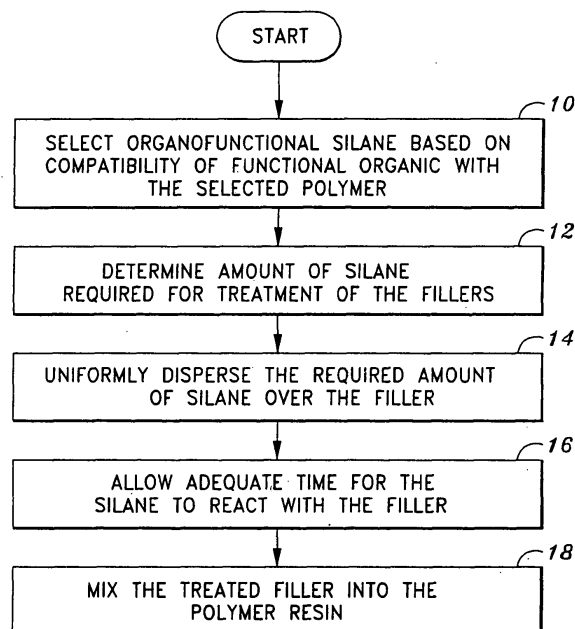 START
10
SELECT ORGANOFUNCTIONAL SILANE BASED ON
COMPATIBILITY OF FUNCTIONAL ORGANIC WITH
THE SELECTED POLYMER
12
DETERMINE AMOUNT OF SILANE
REQUIRED FOR TREATMENT OF THE FILLERS
14
UNIFORMLY DISPERSE THE REQUIRED AMOUNT
OF SILANE OVER THE FILLER
16
ALLOW ADEQUATE TIME FOR THE
SILANE TO REACT WITH THE FILLER
18
MIX THE TREATED FILLER INTO THE
POLYMER RESIN